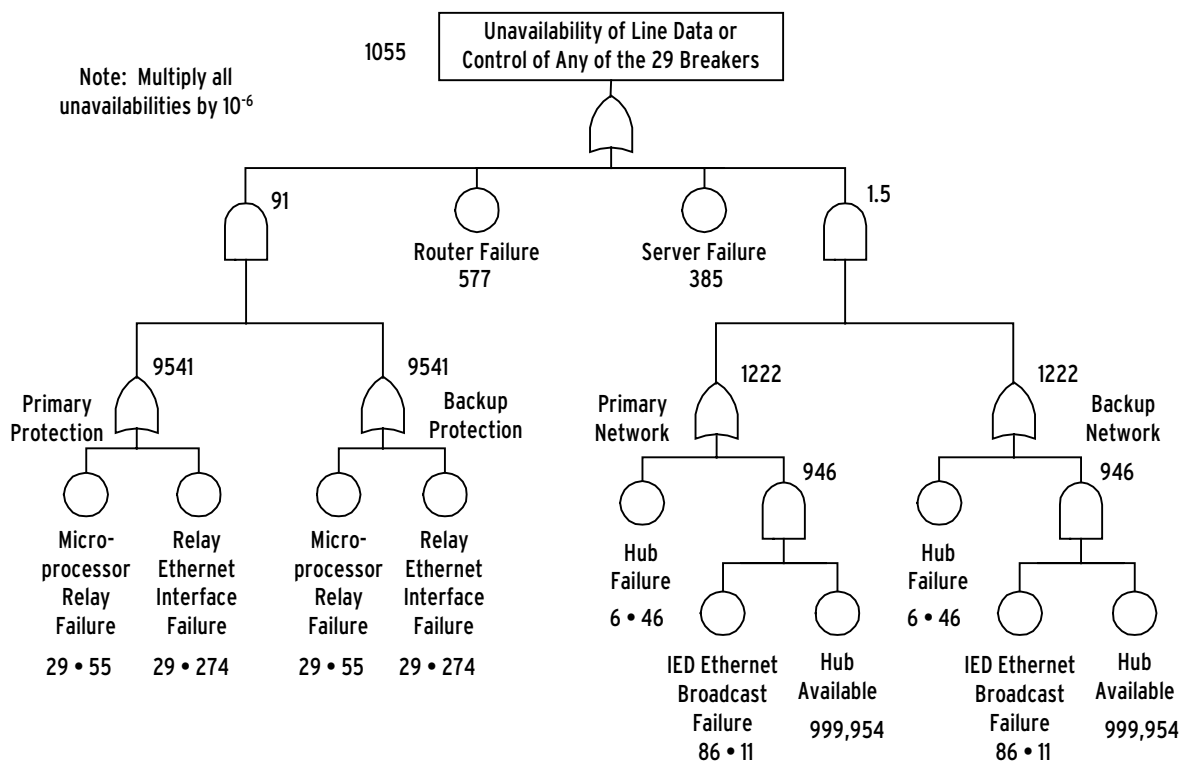 Unavailability of Line Data or
Control of Any of the 29 Breakers
1055
Note: Multiply all
unavailabilities by 10⁻⁶
91
1.5
Router Failure
577
Server Failure
385
9541
9541
1222
1222
Primary
Protection
Backup
Protection
Primary
Network
Backup
Network
946
946
Micro-
processor
Relay
Failure
29 • 55
Relay
Ethernet
Interface
Failure
29 • 274
Micro-
processor
Relay
Failure
29 • 55
Relay
Ethernet
Interface
Failure
29 • 274
Hub
Failure
6 • 46
IED Ethernet
Broadcast
Failure
86 • 11
Hub
Available
999,954
Hub
Failure
6 • 46
IED Ethernet
Broadcast
Failure
86 • 11
Hub
Available
999,954